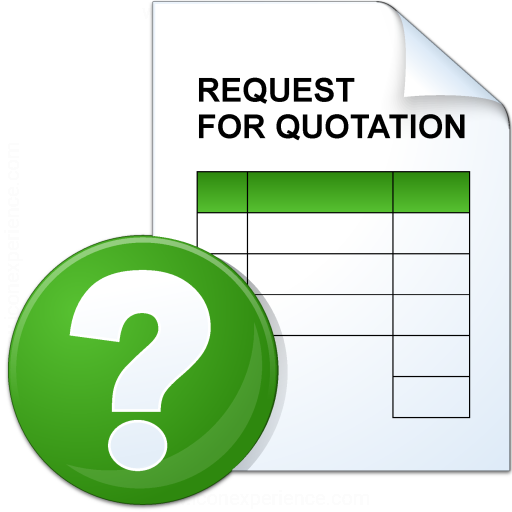 REQUEST
FOR QUOTATION
?